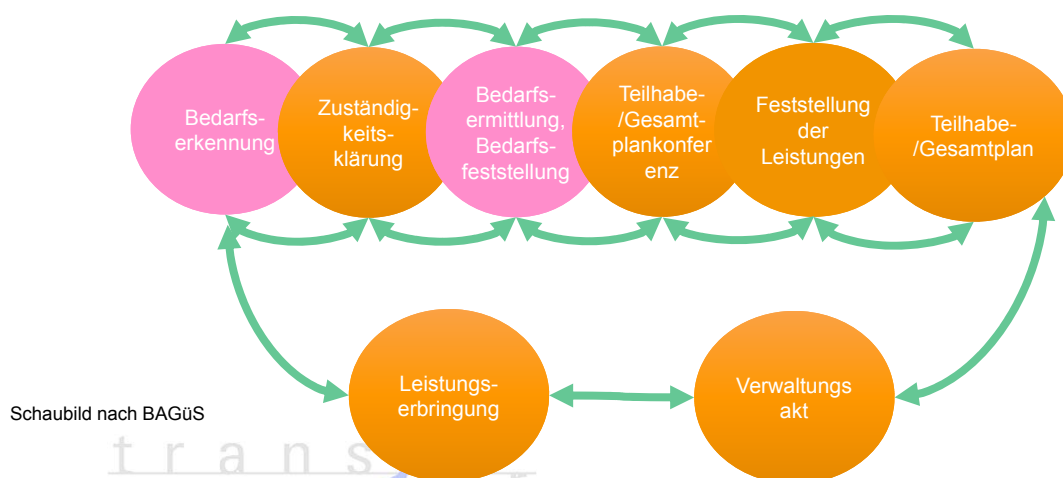 Bedarfs-
erkennung
Zuständig-
keits-
klärung
Bedarfs-
ermittlung,
Bedarfs-
feststellung
Teilhabe-
/Gesamt-
plankonfer
enz
Feststellung
der
Leistungen
Teilhabe-
/Gesamtplan
Leistungs-
erbringung
Verwaltungs
akt
Schaubild nach BAGüS
trans